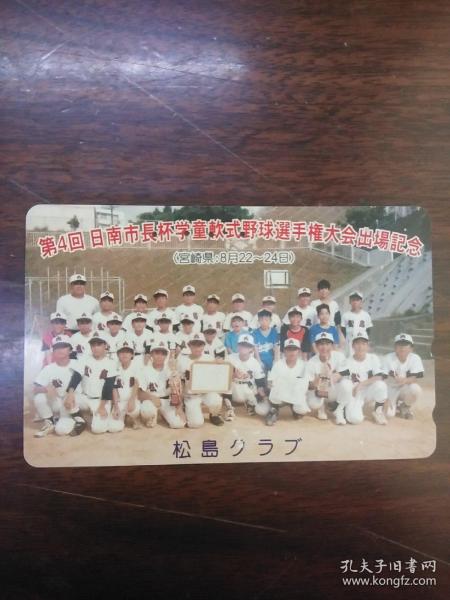 第4回 日南市長杯学童軟式野球選手権大会出場記念
(宮崎県:8月22〜24日)
松島クラブ
孔夫子旧书网
www.kongfz.com